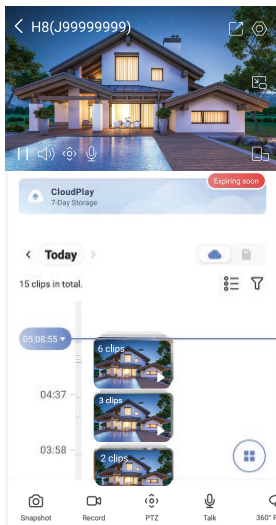 H8(J99999999)
Expiring soon
CloudPlay
7-Day Storage
Today
15 clips in total.
05:08:55
6 clips
04:37
3 clips
03:58
2 clips
Snapshot
Record
PTZ
Talk
360° P